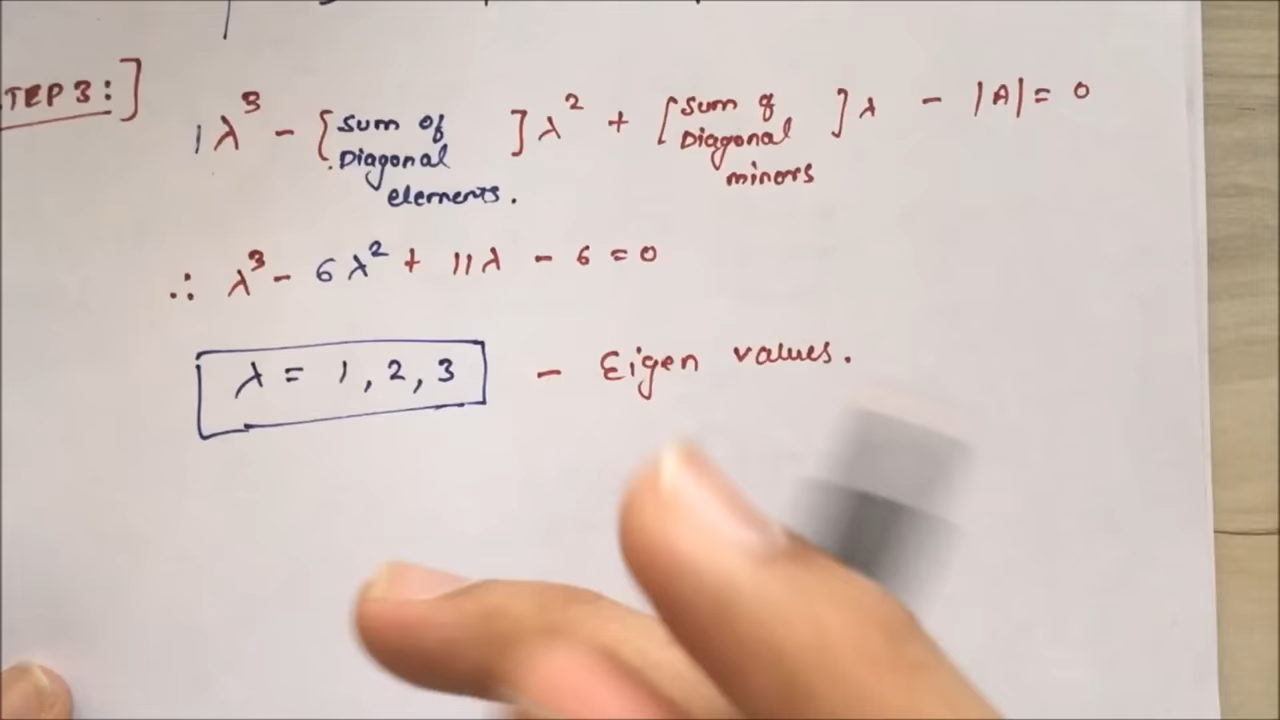 TEP 3:]
1λ³ - [Sum of Diagonal elements.]λ² + [Sum of Diagonal minors]λ - |A| = 0
∴ λ³ - 6λ² + 11λ - 6 = 0
λ = 1, 2, 3 - Eigen values.